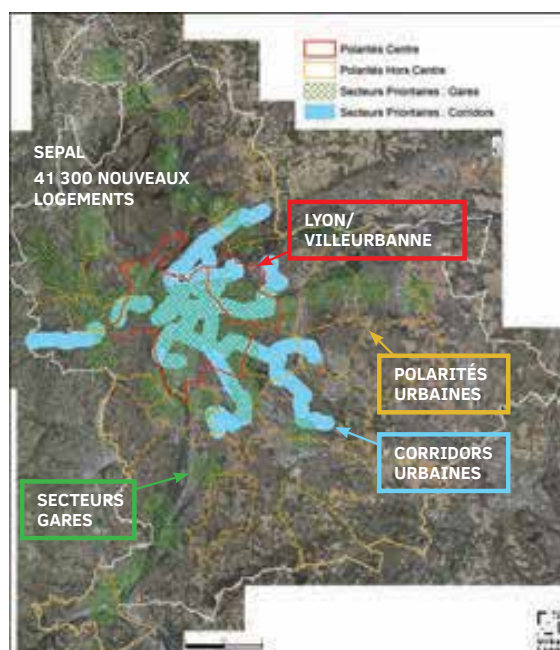 Polarités Centre
Polarités Hors Centre
Secteurs Prioritaires : Gares
Secteurs Prioritaires : Corridors
SEPAL
41 300 NOUVEAUX
LOGEMENTS
LYON/
VILLEURBANNE
POLARITÉS
URBAINES
CORRIDORS
URBAINES
SECTEURS
GARES